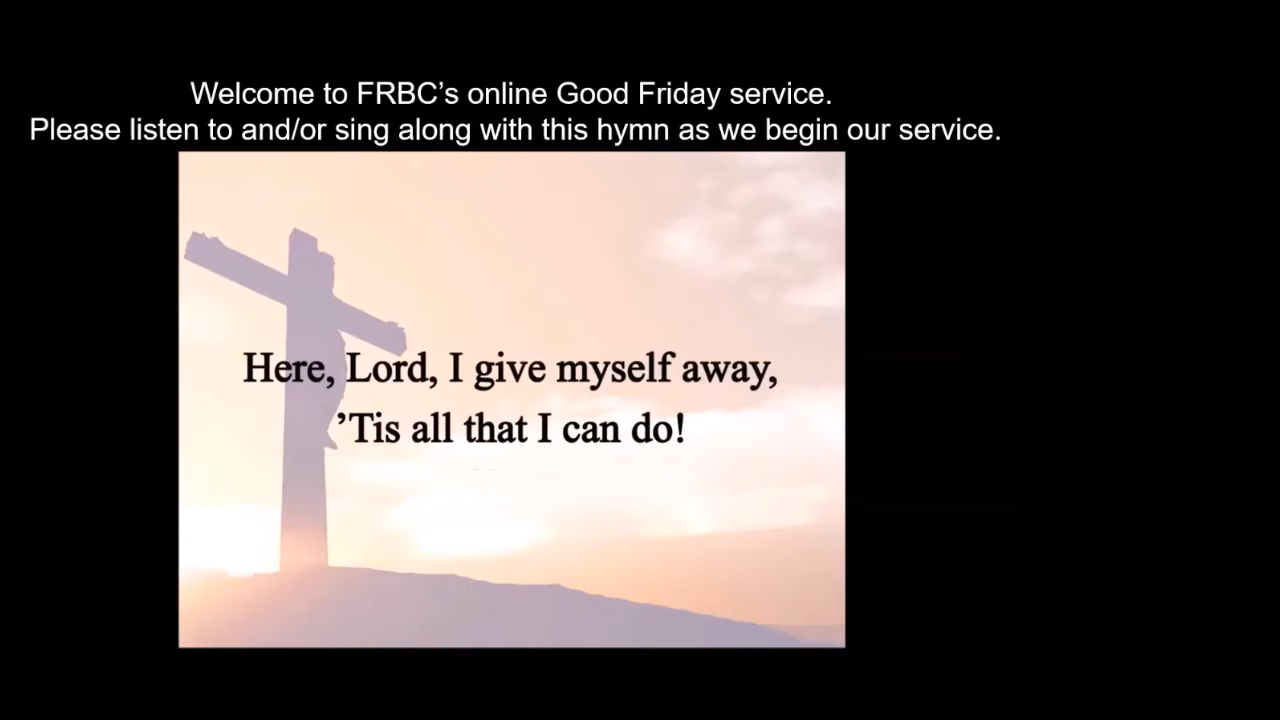 Welcome to FRBC’s online Good Friday service.
Please listen to and/or sing along with this hymn as we begin our service.
Here, Lord, I give myself away,
’Tis all that I can do!